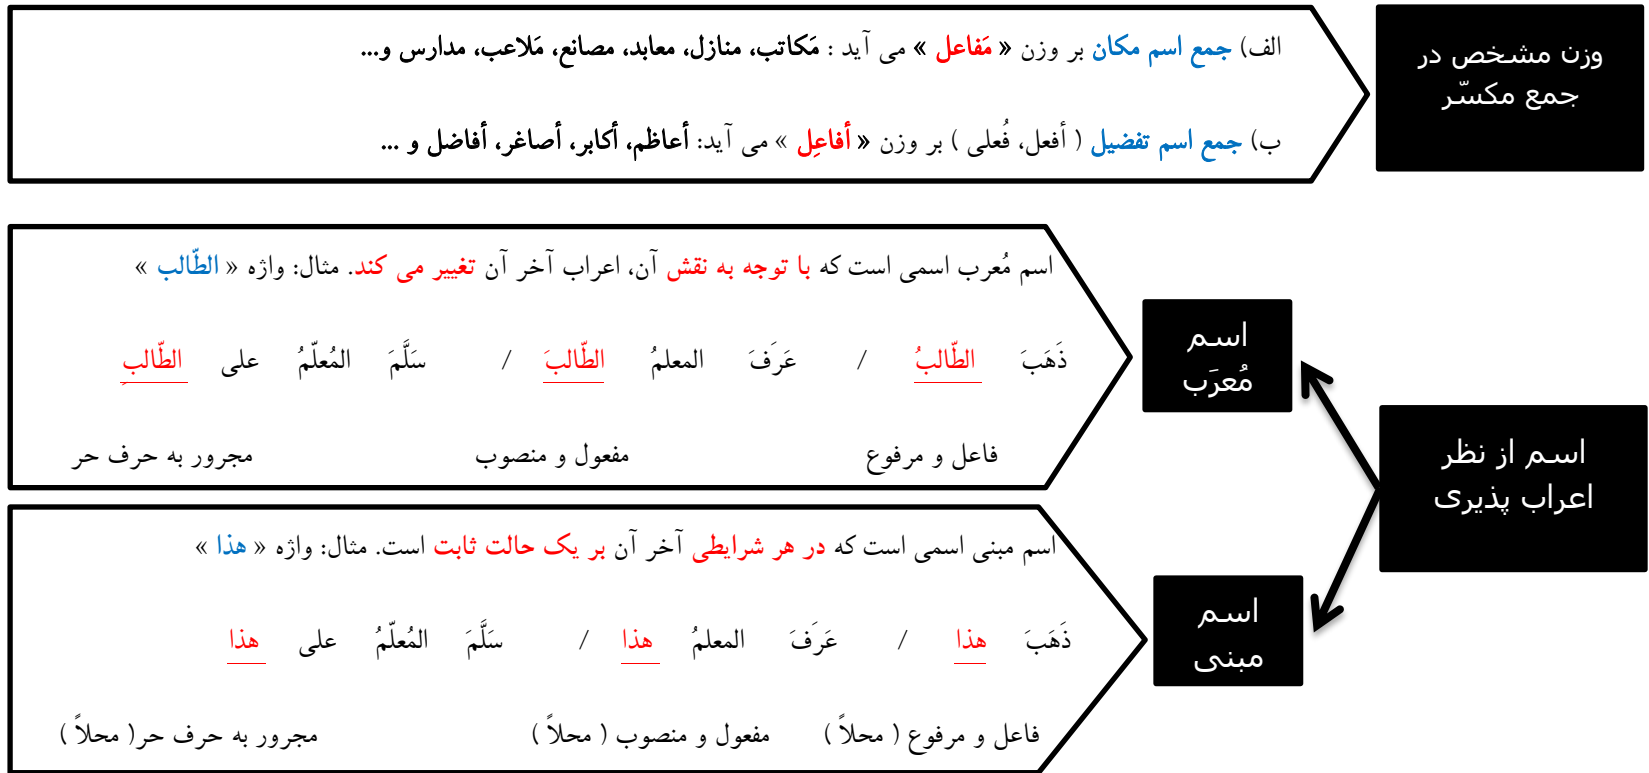 وزن مشخص در
جمع مکسّر
الف) جمع اسم مکان بر وزن « مَفاعل » می آید : مَکاتب، منازل، معابد، مصانع، مَلاعب، مدارس و...
ب) جمع اسم تفضیل ( أفعل، فُعلی ) بر وزن « أفاعِل » می آید: أعاظم، أکابر، أصاغر، أفاضل و ...
اسم از نظر
اعراب پذیری
اسم
مُعرَب
اسم مُعرب اسمی است که با توجه به نقش آن، اعراب آخر آن تغییر می کند. مثال: واژه « الطّالب »
ذَهَبَ الطّالبُ / عَرَفَ المعلمُ الطّالبَ / سَلَّمَ المُعلّمُ علی الطّالبِ
فاعل و مرفوع مفعول و منصوب مجرور به حرف حر
اسم
مبنی
اسم مبنی اسمی است که در هر شرایطی آخر آن بر یک حالت ثابت است. مثال: واژه « هذا »
ذَهَبَ هذا / عَرَفَ المعلمُ هذا / سَلَّمَ المُعلّمُ علی هذا
فاعل و مرفوع ( محلاً ) مفعول و منصوب ( محلاً ) مجرور به حرف حر( محلاً )